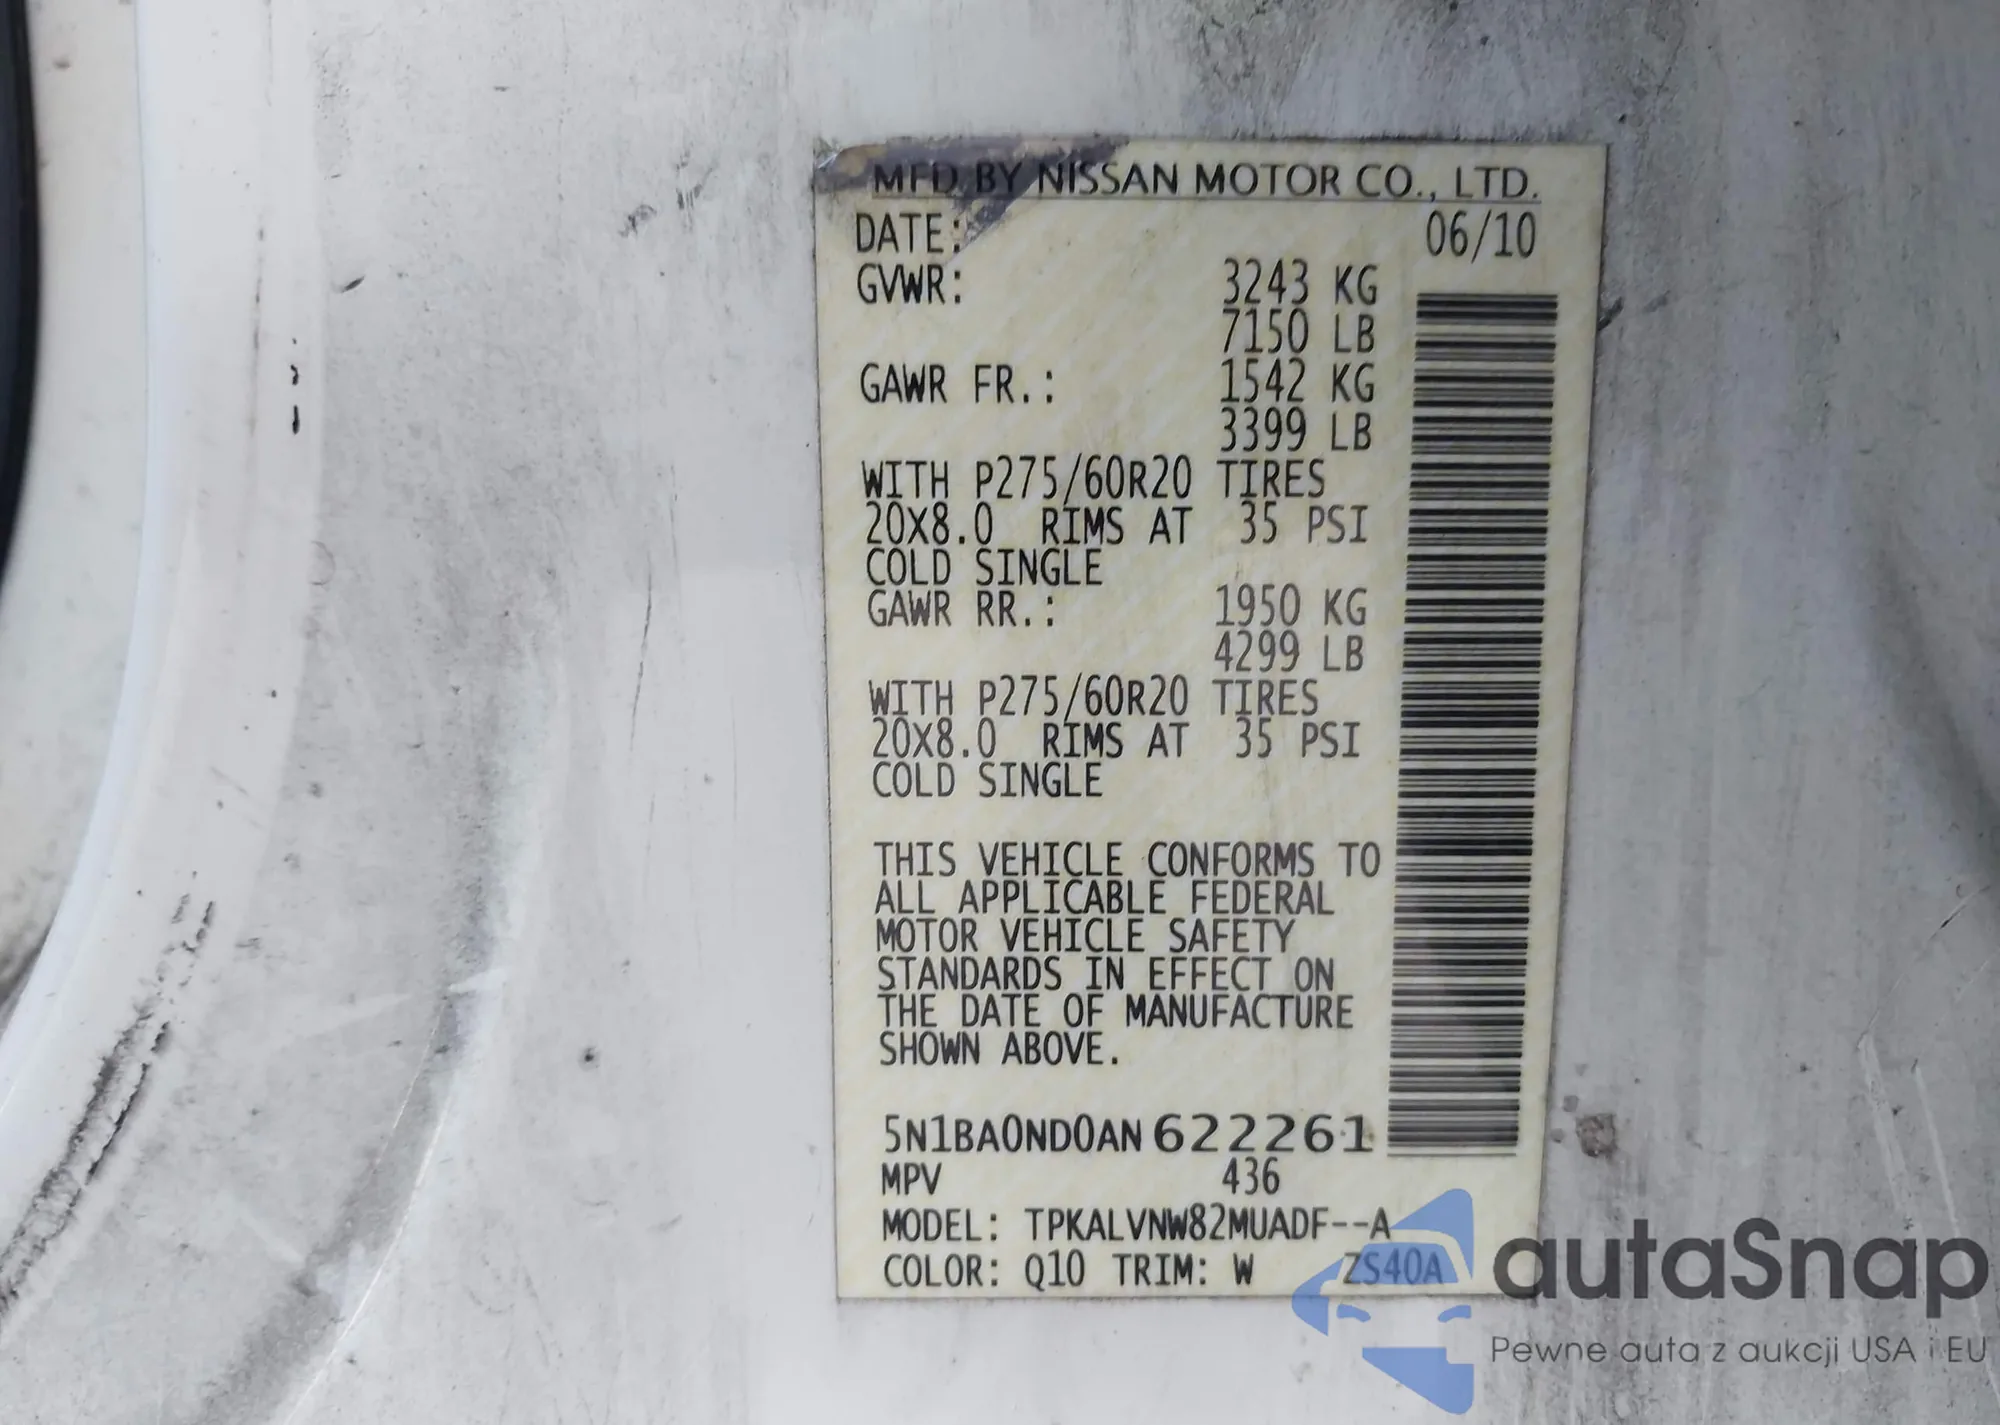 MFD BY NISSAN MOTOR CO., LTD.
DATE: 06/10
GVWR: 3243 KG
7150 LB
GAWR FR.: 1542 KG
3399 LB
WITH P275/60R20 TIRES
20X8.0 RIMS AT 35 PSI
COLD SINGLE
GAWR RR.: 1950 KG
4299 LB
WITH P275/60R20 TIRES
20X8.0 RIMS AT 35 PSI
COLD SINGLE
THIS VEHICLE CONFORMS TO
ALL APPLICABLE FEDERAL
MOTOR VEHICLE SAFETY
STANDARDS IN EFFECT ON
THE DATE OF MANUFACTURE
SHOWN ABOVE.
5N1BA0ND0AN622261
MPV 436
MODEL: TPKALVNW82MUADF--A
COLOR: Q10 TRIM: W ZS40A
autaSnap
Pewne auta z aukcji USA i EU